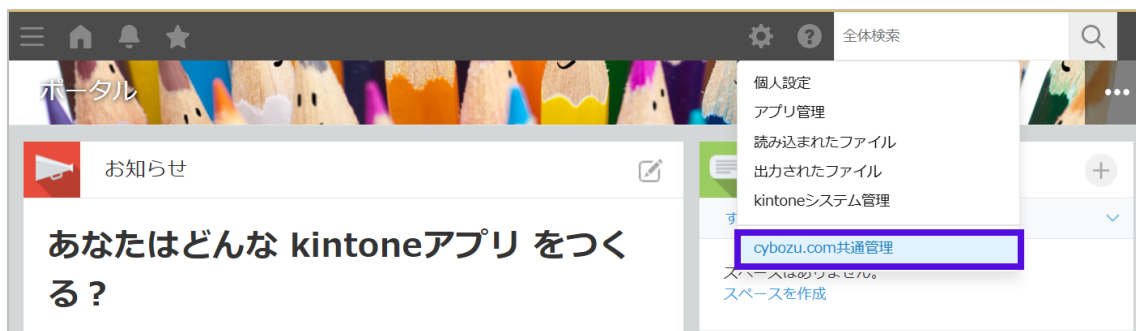 全体検索
ポータル
個人設定
アプリ管理
読み込まれたファイル
出力されたファイル
kintoneシステム管理
cybozu.com共通管理
お知らせ
あなたはどんな kintoneアプリ をつく
る？
す
スペースはありません。
スペースを作成